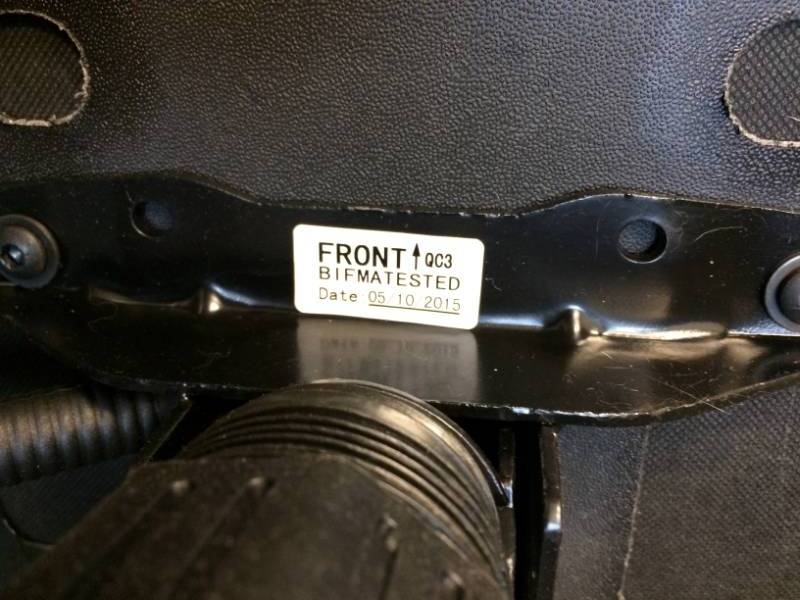 FRONT↑QC3
BIFMATESTED
Date 05/10/2015